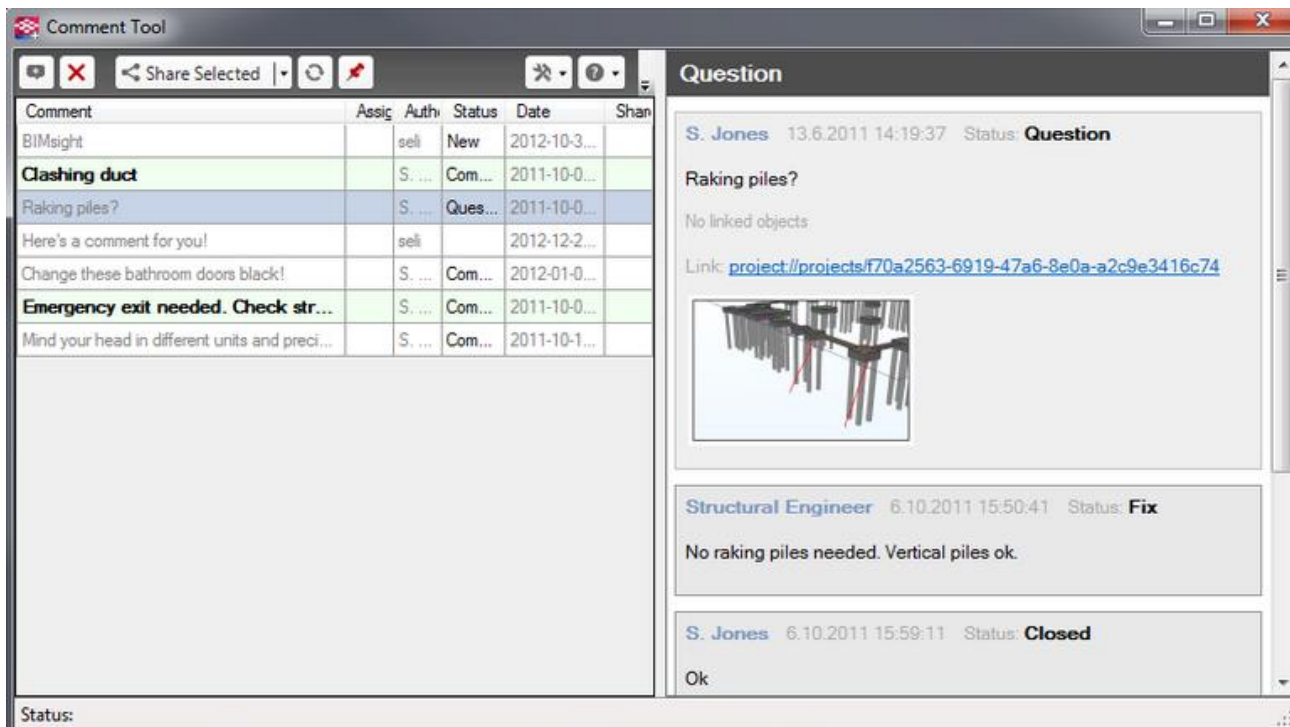 Comment Tool
Share Selected
Comment Assig Auth Status Date Shar
BIMsight seli New 2012-10-3...
Clashing duct S. ... Com... 2011-10-0...
Raking piles? S. ... Ques... 2011-10-0...
Here's a comment for you! seli 2012-12-2...
Change these bathroom doors black! S. ... Com... 2012-01-0...
Emergency exit needed. Check str... S. ... Com... 2011-10-0...
Mind your head in different units and preci... S. ... Com... 2011-10-1...
Question
S. Jones 13.6.2011 14:19:37 Status: Question
Raking piles?
No linked objects
Link: project://projects/f70a2563-6919-47a6-8e0a-a2c9e3416c74
Structural Engineer 6.10.2011 15:50:41 Status: Fix
No raking piles needed. Vertical piles ok.
S. Jones 6.10.2011 15:59:11 Status: Closed
Ok
Status: